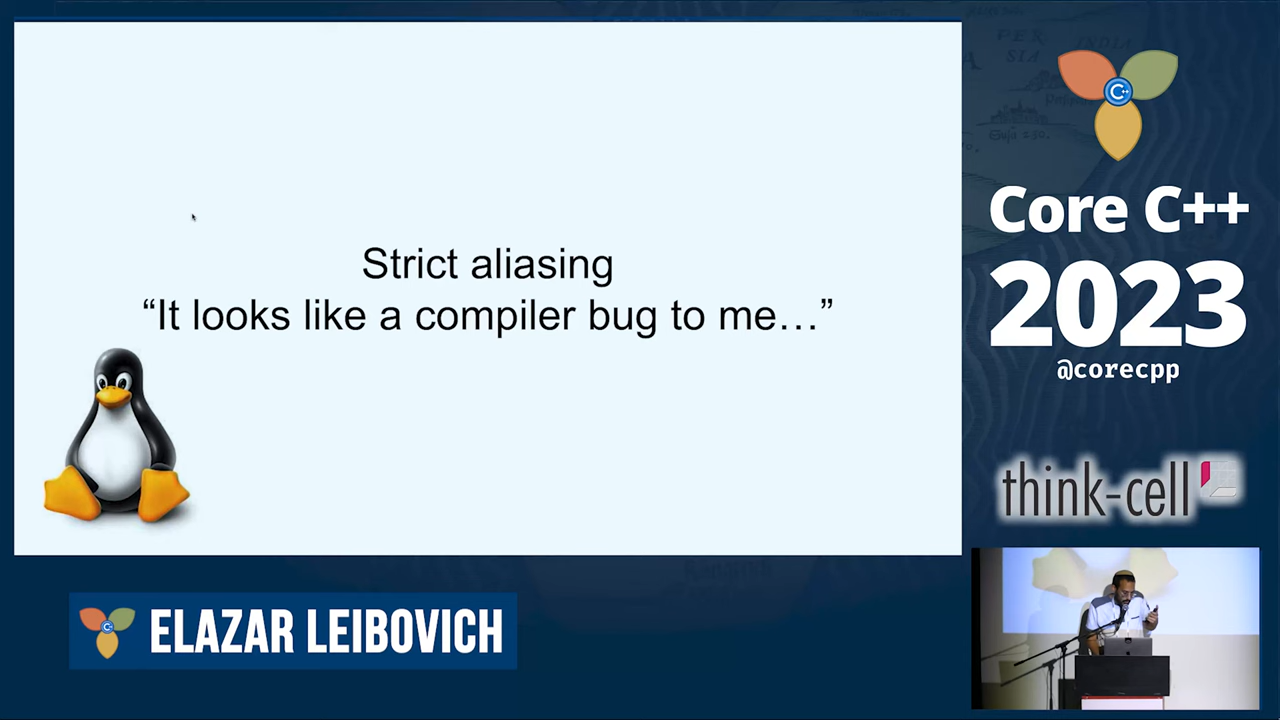 Strict aliasing
“It looks like a compiler bug to me…”
Core C++
2023
@corecpp
think-cell
ELAZAR LEIBOVICH